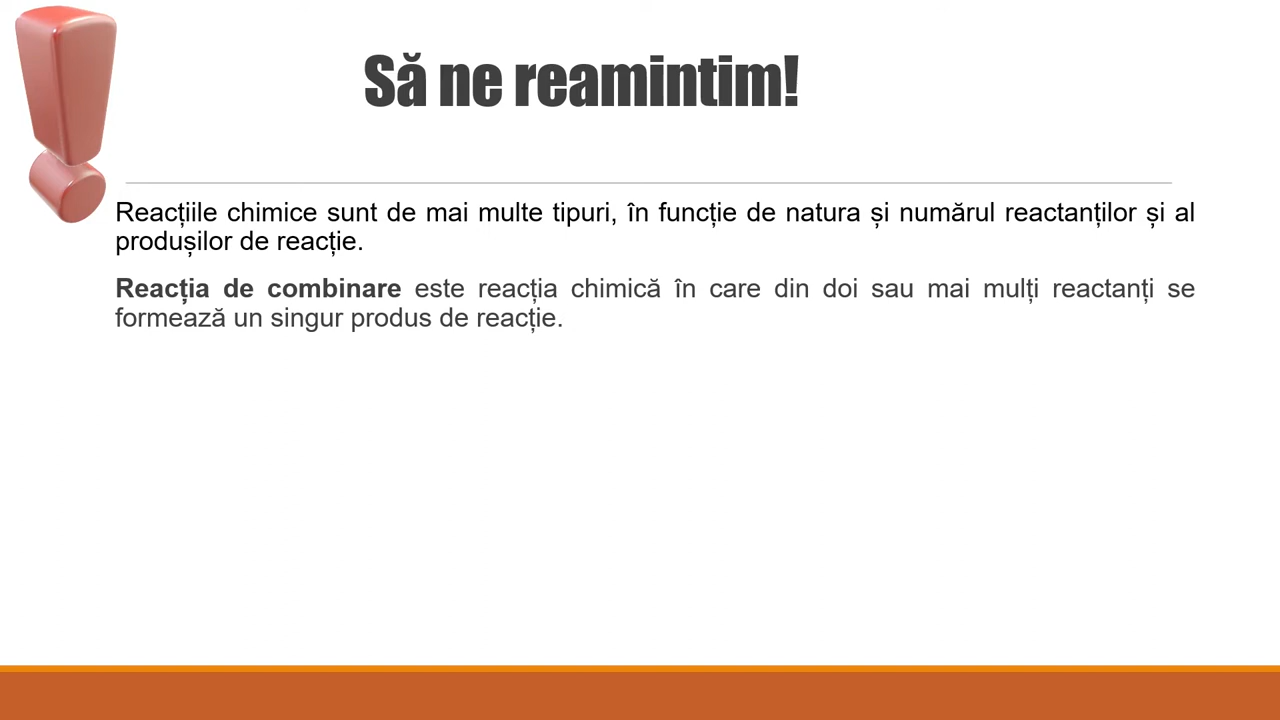 Să ne reamintim!
Reacțiile chimice sunt de mai multe tipuri, în funcție de natura și numărul reactanților și al
produșilor de reacție.
Reacția de combinare este reacția chimică în care din doi sau mai mulți reactanți se
formează un singur produs de reacție.